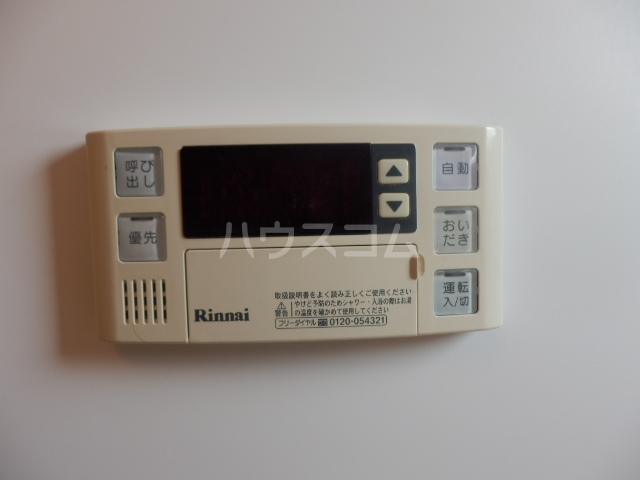 呼び
出し
優先
▲
▼
自動
おい
だき
運転
入/切
ハウスコム
取扱説明書をよく読み正しくご使用ください
⚠ やけど予防のためシャワー・入浴の際はお湯
警告 の温度を確かめて使用してください
Rinnai
フリーダイヤル 0120-054321